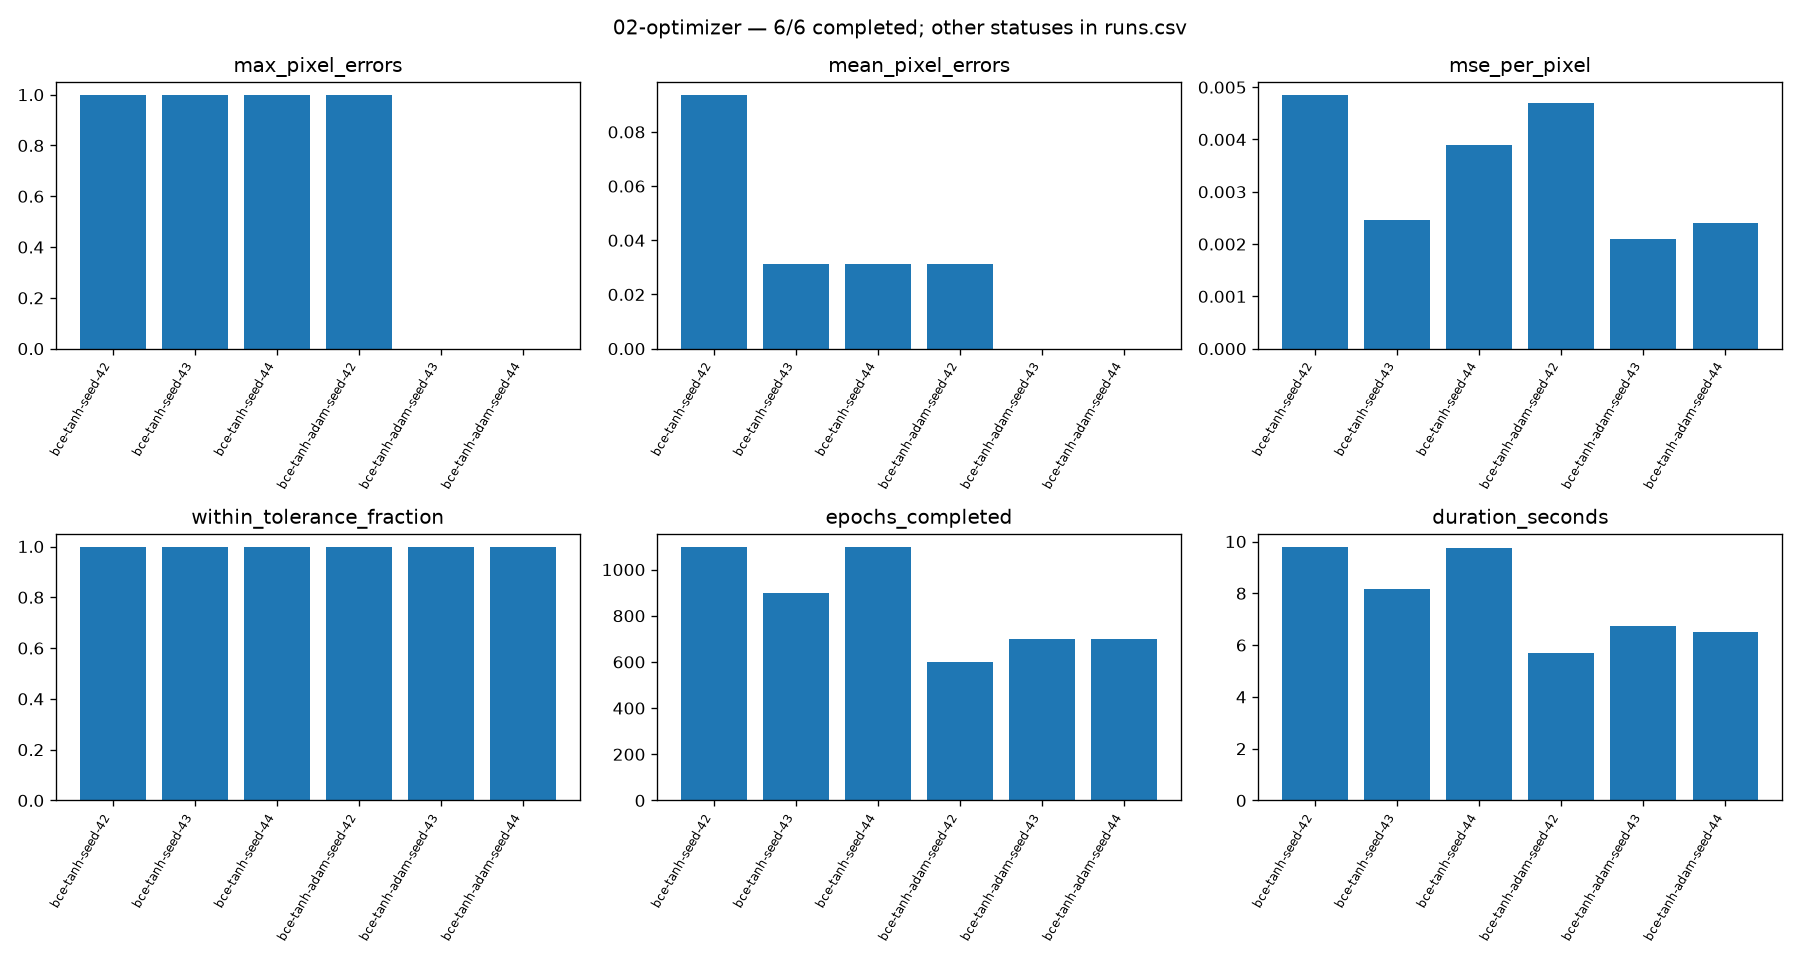 02-optimizer — 6/6 completed; other statuses in runs.csv
max_pixel_errors
1.0
0.8
0.6
0.4
0.2
0.0
bce-tanh-seed-42
bce-tanh-seed-43
bce-tanh-seed-44
bce-tanh-adam-seed-42
bce-tanh-adam-seed-43
bce-tanh-adam-seed-44
mean_pixel_errors
0.08
0.06
0.04
0.02
0.00
bce-tanh-seed-42
bce-tanh-seed-43
bce-tanh-seed-44
bce-tanh-adam-seed-42
bce-tanh-adam-seed-43
bce-tanh-adam-seed-44
mse_per_pixel
0.005
0.004
0.003
0.002
0.001
0.000
bce-tanh-seed-42
bce-tanh-seed-43
bce-tanh-seed-44
bce-tanh-adam-seed-42
bce-tanh-adam-seed-43
bce-tanh-adam-seed-44
within_tolerance_fraction
1.0
0.8
0.6
0.4
0.2
0.0
bce-tanh-seed-42
bce-tanh-seed-43
bce-tanh-seed-44
bce-tanh-adam-seed-42
bce-tanh-adam-seed-43
bce-tanh-adam-seed-44
epochs_completed
1000
800
600
400
200
0
bce-tanh-seed-42
bce-tanh-seed-43
bce-tanh-seed-44
bce-tanh-adam-seed-42
bce-tanh-adam-seed-43
bce-tanh-adam-seed-44
duration_seconds
10
8
6
4
2
0
bce-tanh-seed-42
bce-tanh-seed-43
bce-tanh-seed-44
bce-tanh-adam-seed-42
bce-tanh-adam-seed-43
bce-tanh-adam-seed-44